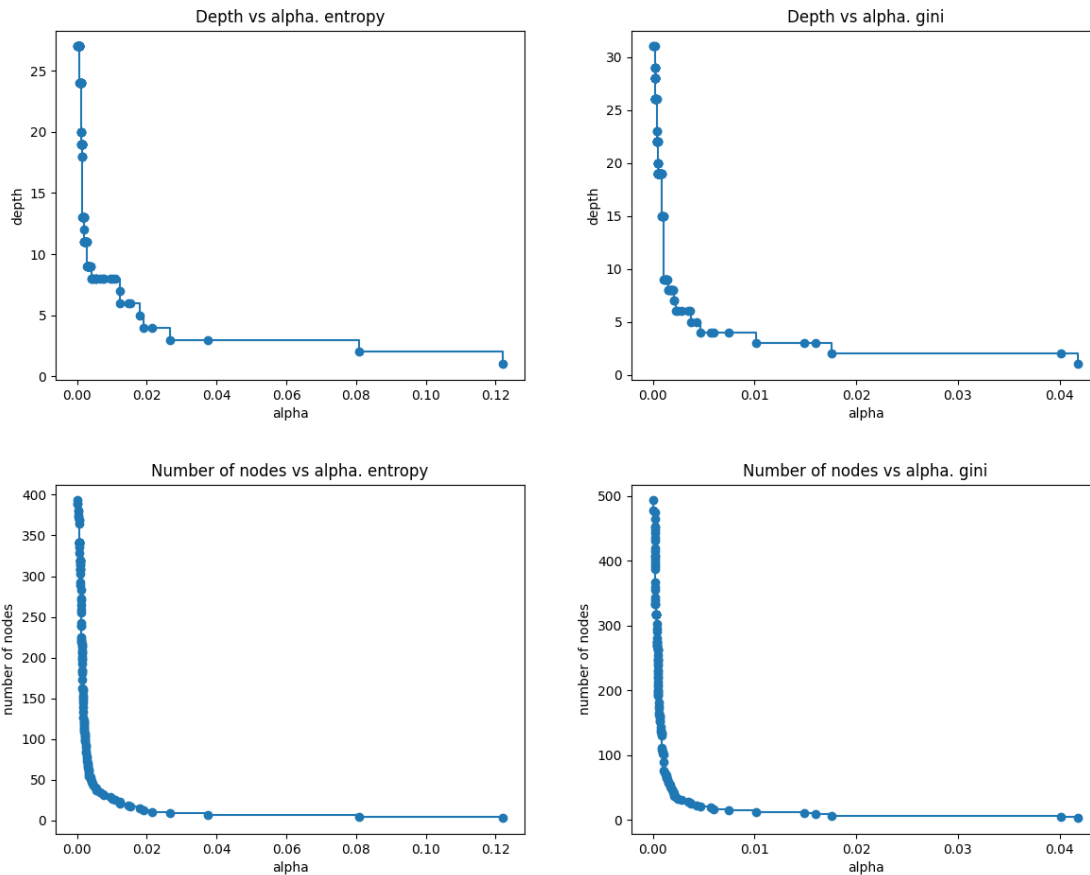 Depth vs alpha. entropy
25
20
15
10
5
0
depth
0.00 0.02 0.04 0.06 0.08 0.10 0.12
alpha
Depth vs alpha. gini
30
25
20
15
10
5
0
depth
0.00 0.01 0.02 0.03 0.04
alpha
Number of nodes vs alpha. entropy
400
350
300
250
200
150
100
50
0
number of nodes
0.00 0.02 0.04 0.06 0.08 0.10 0.12
alpha
Number of nodes vs alpha. gini
500
400
300
200
100
0
number of nodes
0.00 0.01 0.02 0.03 0.04
alpha